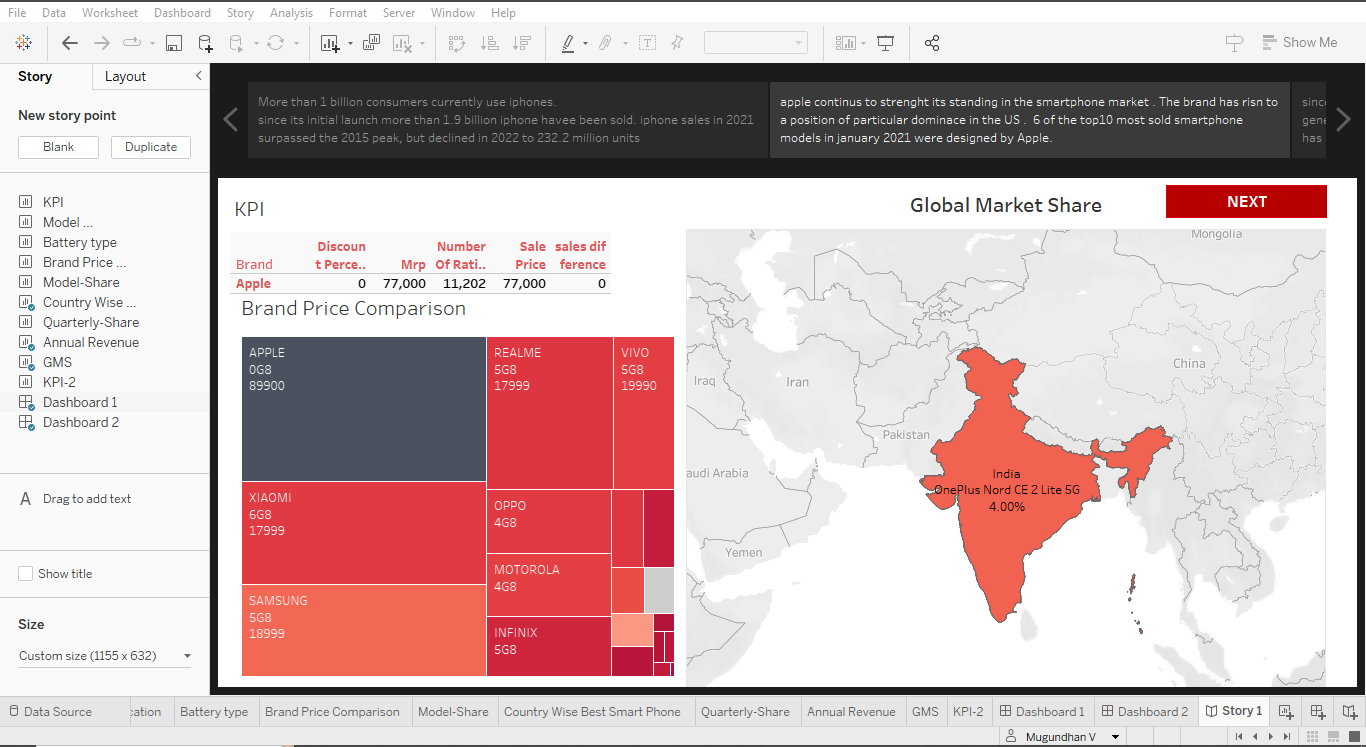 File Data Worksheet Dashboard Story Analysis Format Server Window Help
Show Me
Story Layout
New story point
Blank Duplicate
KPI
Model ...
Battery type
Brand Price ...
Model-Share
Country Wise ...
Quarterly-Share
Annual Revenue
GMS
KPI-2
Dashboard 1
Dashboard 2
A Drag to add text
Show title
Size
Custom size (1155 x 632)
More than 1 billion consumers currently use iphones.
since its initial launch more than 1.9 billion iphone havee been sold. iphone sales in 2021
surpassed the 2015 peak, but declined in 2022 to 232.2 million units
apple continus to strenght its standing in the smartphone market . The brand has risn to
a position of particular dominace in the US . 6 of the top10 most sold smartphone
models in january 2021 were designed by Apple.
sinc
gene
has
KPI
Global Market Share
NEXT
Discoun Number Sale sales dif
Brand t Perce.. Mrp Of Rati.. Price ference
Apple 0 77,000 11,202 77,000 0
Brand Price Comparison
APPLE
0G8
89900
XIAOMI
6G8
17999
SAMSUNG
5G8
18999
REALME
5G8
17999
VIVO
5G8
19990
OPPO
4G8
MOTOROLA
4G8
INFINIX
5G8
Mongolia
China
Iraq
Iran
Pakistan
audi Arabia
Yemen
India
OnePlus Nord CE 2 Lite 5G
4.00%
Data Source cation Battery type Brand Price Comparison Model-Share Country Wise Best Smart Phone Quarterly-Share Annual Revenue GMS KPI-2 Dashboard 1 Dashboard 2 Story 1
Mugundhan V